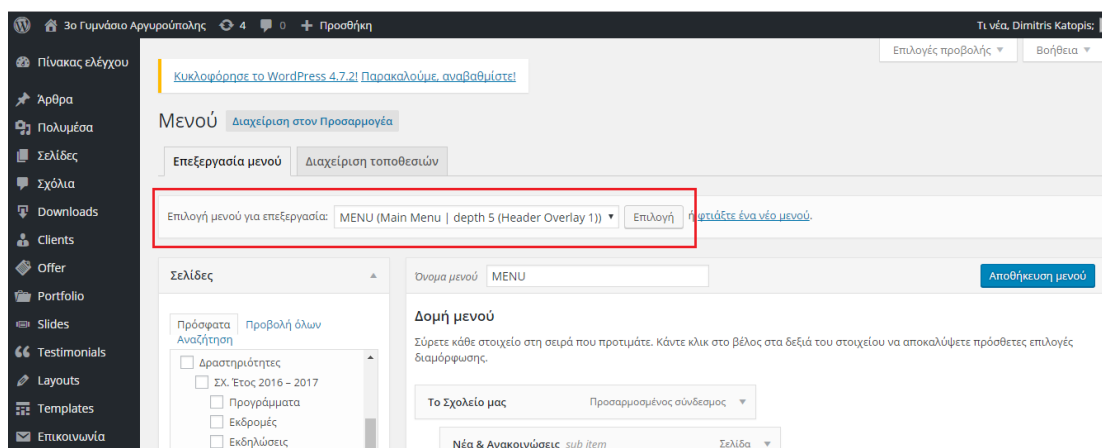 3ο Γυμνάσιο Αργυρούπολης 4 0 + Προσθήκη Τι νέα, Dimitris Katopis;
Επιλογές προβολής ▼ Βοήθεια ▼
Πίνακας ελέγχου
Άρθρα
Πολυμέσα
Σελίδες
Σχόλια
Downloads
Clients
Offer
Portfolio
Slides
Testimonials
Layouts
Templates
Επικοινωνία
Κυκλοφόρησε το WordPress 4.7.2! Παρακαλούμε, αναβαθμίστε!
Μενού Διαχείριση στον Προσαρμογέα
Επεξεργασία μενού Διαχείριση τοποθεσιών
Επιλογή μενού για επεξεργασία: MENU (Main Menu | depth 5 (Header Overlay 1)) ▼ Επιλογή ή φτιάξτε ένα νέο μενού.
Σελίδες
Πρόσφατα Προβολή όλων
Αναζήτηση
Δραστηριότητες
ΣΧ. Έτος 2016 – 2017
Προγράμματα
Εκδρομές
Εκδηλώσεις
Όνομα μενού MENU Αποθήκευση μενού
Δομή μενού
Σύρετε κάθε στοιχείο στη σειρά που προτιμάτε. Κάντε κλικ στο βέλος στα δεξιά του στοιχείου να αποκαλύψετε πρόσθετες επιλογές
διαμόρφωσης.
Το Σχολείο μας Προσαρμοσμένος σύνδεσμος ▼
Νέα & Ανακοινώσεις sub item Σελίδα ▼